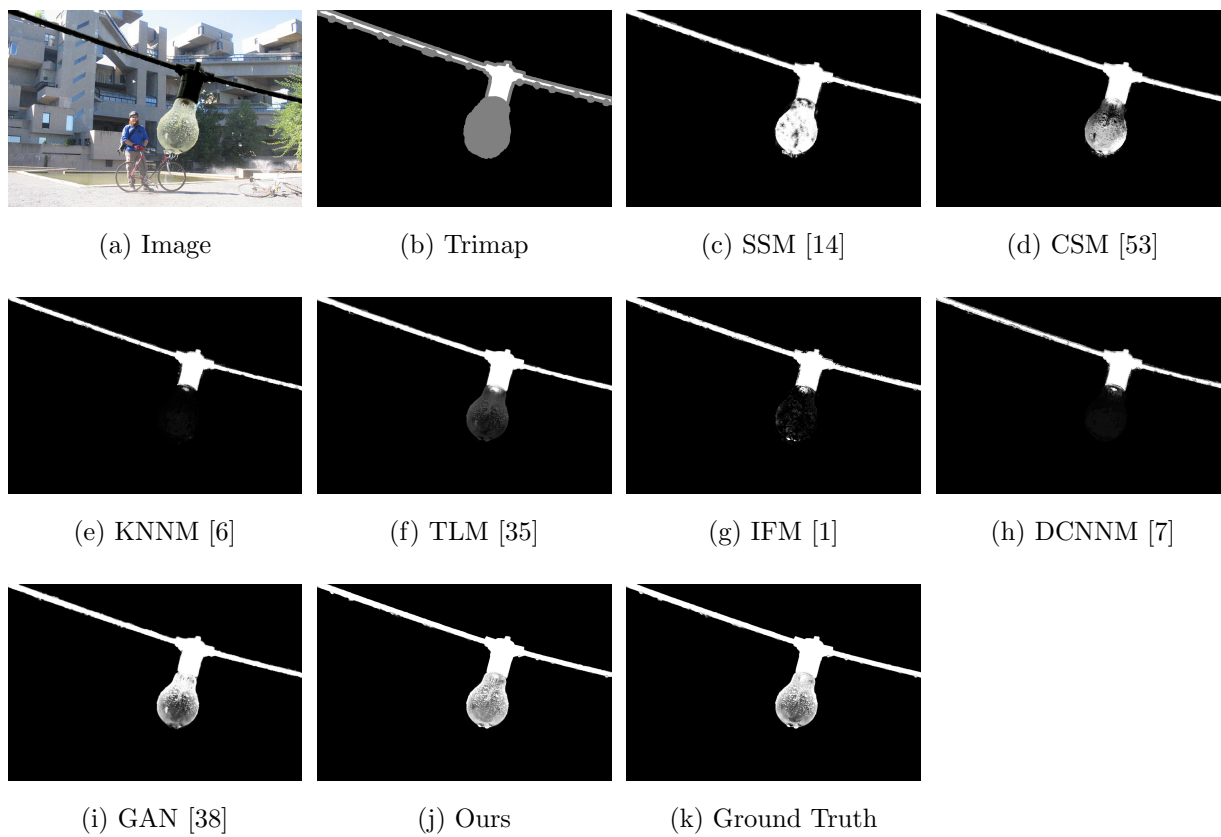 (a) Image
(b) Trimap
(c) SSM [14]
(d) CSM [53]
(e) KNNM [6]
(f) TLM [35]
(g) IFM [1]
(h) DCNNM [7]
(i) GAN [38]
(j) Ours
(k) Ground Truth